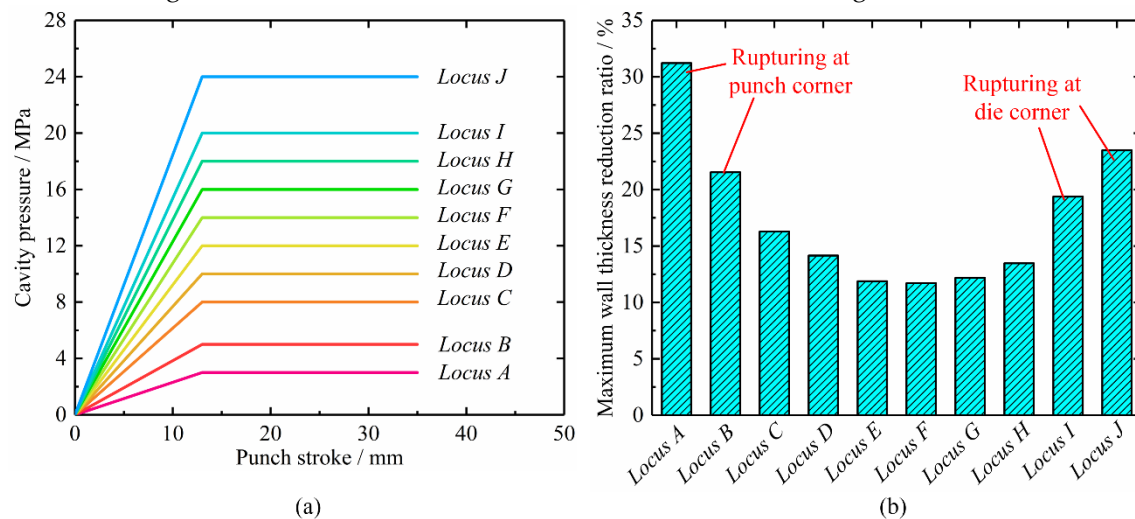 28
24
20
16
12
8
4
0
Cavity pressure / MPa
Locus J
Locus I
Locus H
Locus G
Locus F
Locus E
Locus D
Locus C
Locus B
Locus A
0 10 20 30 40 50
Punch stroke / mm
(a)
Maximum wall thickness reduction ratio / %
35
30
25
20
15
10
5
0
Rupturing at
punch corner
Rupturing at
die corner
Locus A
Locus B
Locus C
Locus D
Locus E
Locus F
Locus G
Locus H
Locus I
Locus J
(b)